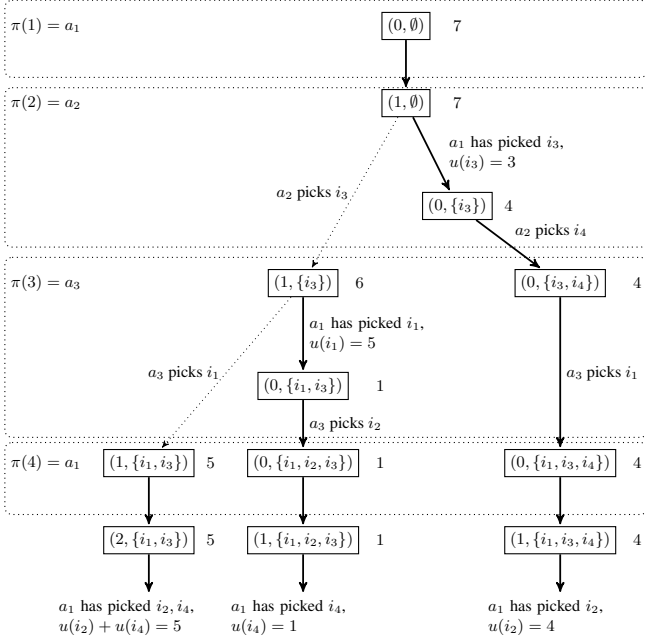 π(1) = a₁
(0, ∅) 7
π(2) = a₂
(1, ∅) 7
a₁ has picked i₃,
u(i₃) = 3
a₂ picks i₃
(0, {i₃}) 4
a₂ picks i₄
π(3) = a₃
(1, {i₃}) 6
(0, {i₃, i₄}) 4
a₁ has picked i₁,
u(i₁) = 5
a₃ picks i₁
a₃ picks i₁
(0, {i₁, i₃}) 1
a₃ picks i₂
π(4) = a₁
(1, {i₁, i₃}) 5
(0, {i₁, i₂, i₃}) 1
(0, {i₁, i₃, i₄}) 4
(2, {i₁, i₃}) 5
(1, {i₁, i₂, i₃}) 1
(1, {i₁, i₃, i₄}) 4
a₁ has picked i₂, i₄,
u(i₂) + u(i₄) = 5
a₁ has picked i₄,
u(i₄) = 1
a₁ has picked i₂,
u(i₂) = 4